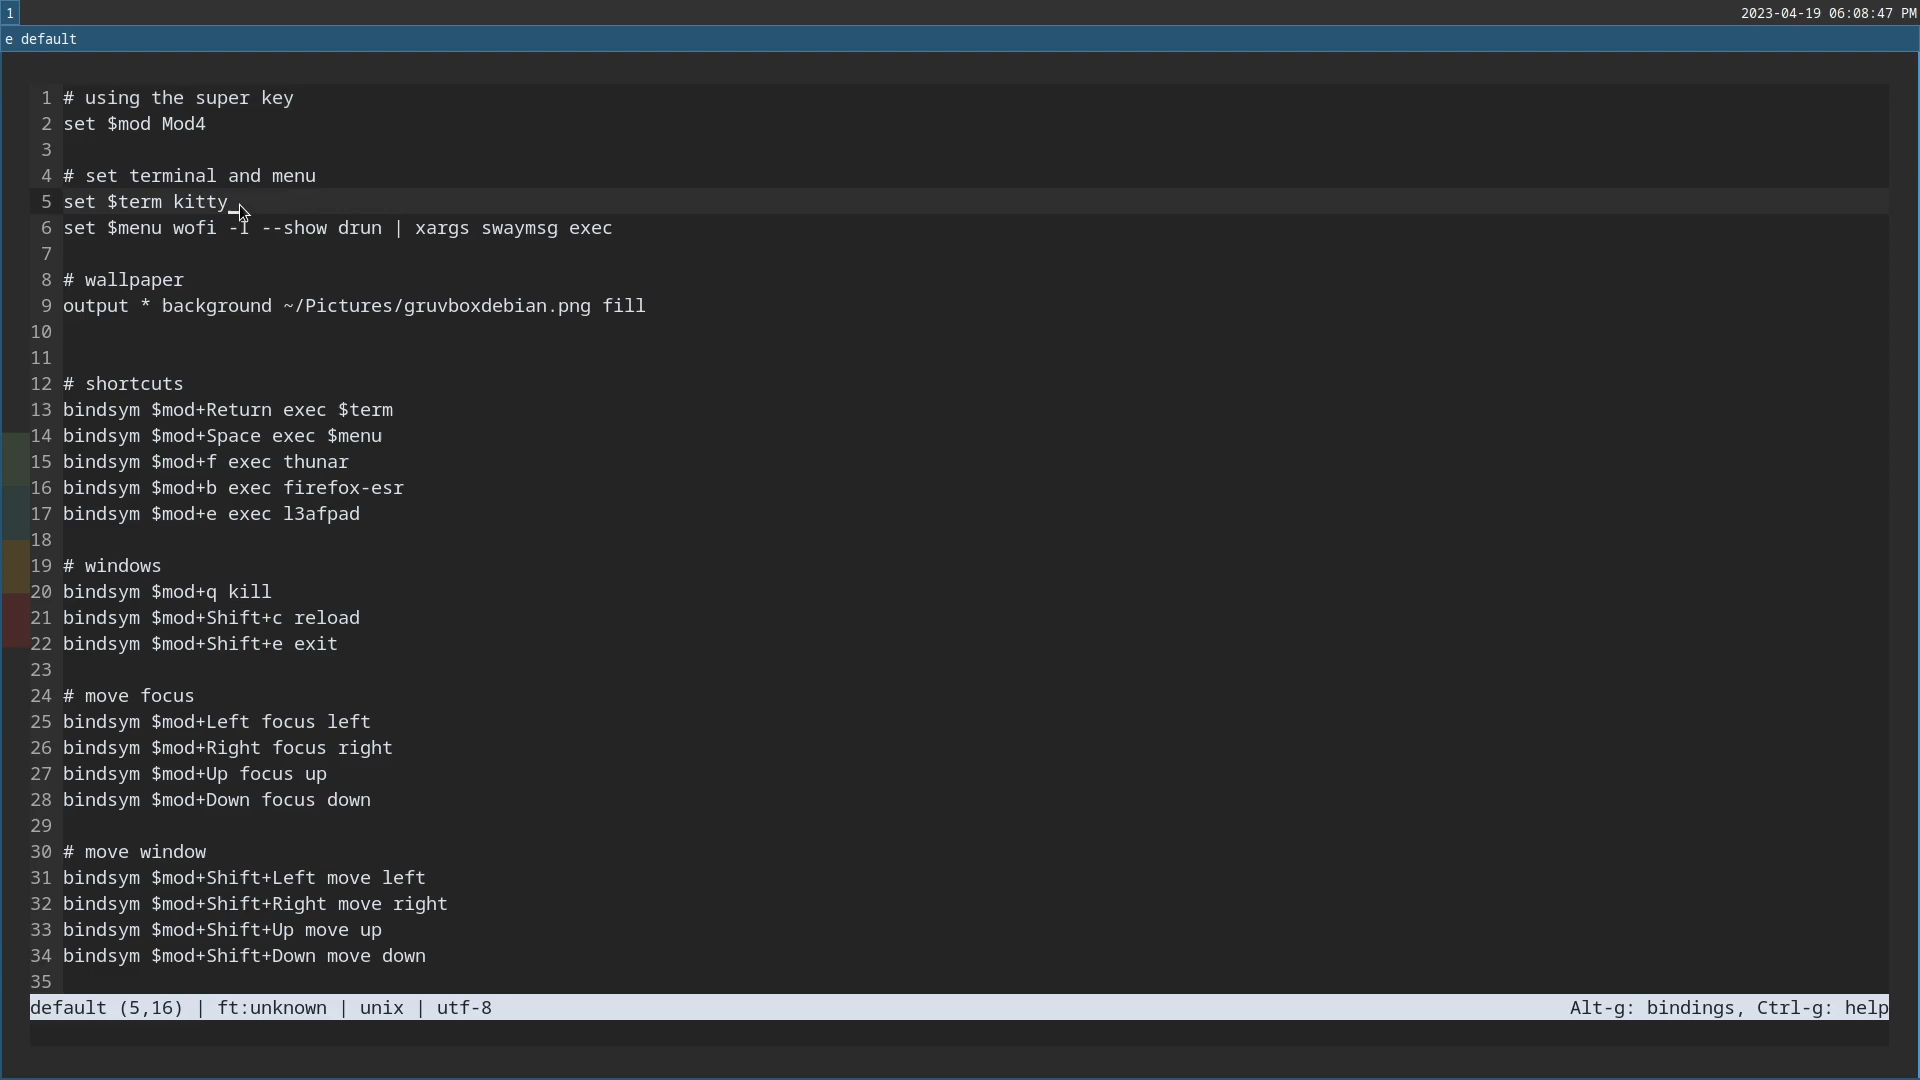 1
2023-04-19 06:08:47 PM
e default
1 # using the super key
2 set $mod Mod4
3
4 # set terminal and menu
5 set $term kitty
6 set $menu wofi -I --show drun | xargs swaymsg exec
7
8 # wallpaper
9 output * background ~/Pictures/gruvboxdebian.png fill
10
11
12 # shortcuts
13 bindsym $mod+Return exec $term
14 bindsym $mod+Space exec $menu
15 bindsym $mod+f exec thunar
16 bindsym $mod+b exec firefox-esr
17 bindsym $mod+e exec l3afpad
18
19 # windows
20 bindsym $mod+q kill
21 bindsym $mod+Shift+c reload
22 bindsym $mod+Shift+e exit
23
24 # move focus
25 bindsym $mod+Left focus left
26 bindsym $mod+Right focus right
27 bindsym $mod+Up focus up
28 bindsym $mod+Down focus down
29
30 # move window
31 bindsym $mod+Shift+Left move left
32 bindsym $mod+Shift+Right move right
33 bindsym $mod+Shift+Up move up
34 bindsym $mod+Shift+Down move down
35
default (5,16) | ft:unknown | unix | utf-8
Alt-g: bindings, Ctrl-g: help